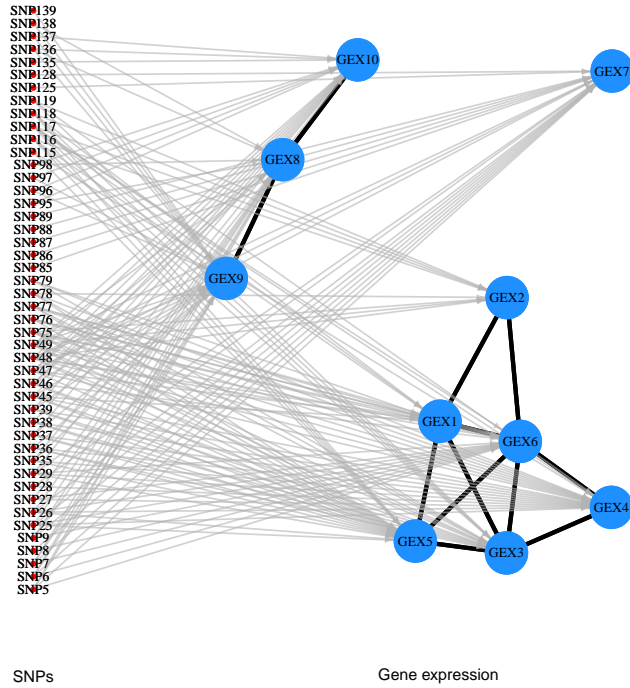 SNP139
SNP138
SNP137
SNP136
SNP135
SNP128
SNP125
SNP119
SNP118
SNP117
SNP116
SNP115
SNP98
SNP97
SNP96
SNP95
SNP89
SNP88
SNP87
SNP86
SNP85
SNP79
SNP78
SNP77
SNP76
SNP75
SNP49
SNP48
SNP47
SNP46
SNP45
SNP39
SNP38
SNP37
SNP36
SNP35
SNP29
SNP28
SNP27
SNP26
SNP25
SNP9
SNP8
SNP7
SNP6
SNP5
GEX10
GEX7
GEX8
GEX9
GEX2
GEX1
GEX6
GEX4
GEX5
GEX3
SNPs
Gene expression